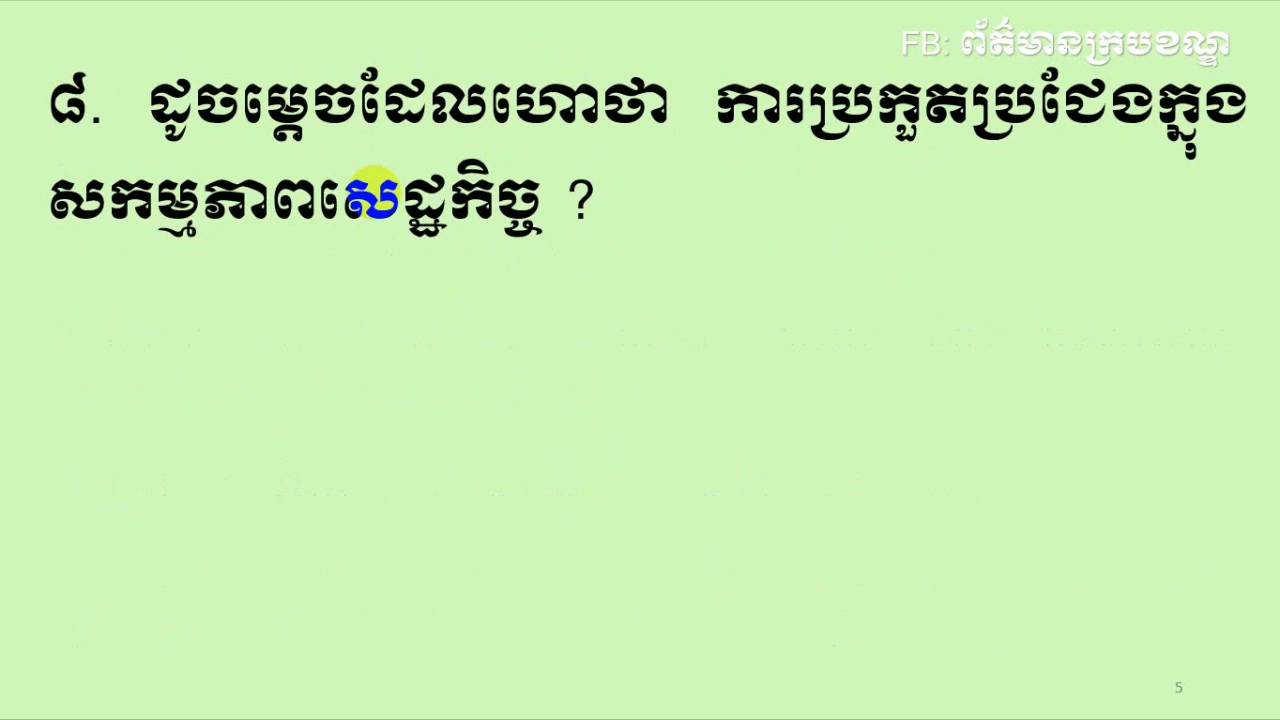 FB: ព័ត៌មានគ្រប់ខណ្ឌ
៨. ដូចម្ដេចដែលហៅថា ការប្រកួតប្រជែងក្នុង
សកម្មភាពសេដ្ឋកិច្ច ?
5